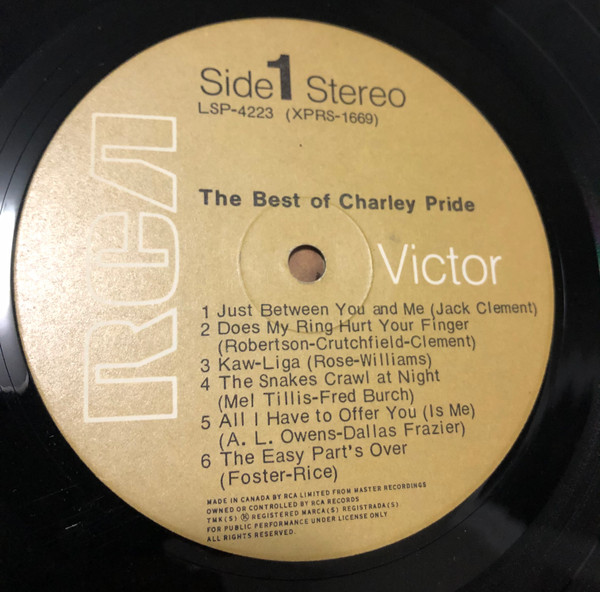 Side 1 Stereo
LSP-4223 (XPRS-1669)
The Best of Charley Pride
RCA
Victor
1 Just Between You and Me (Jack Clement)
2 Does My Ring Hurt Your Finger
(Robertson-Crutchfield-Clement)
3 Kaw-Liga (Rose-Williams)
4 The Snakes Crawl at Night
(Mel Tillis-Fred Burch)
5 All I Have to Offer You (Is Me)
(A. L. Owens-Dallas Frazier)
6 The Easy Part's Over
(Foster-Rice)
MADE IN CANADA BY RCA LIMITED FROM MASTER RECORDINGS
OWNED OR CONTROLLED BY RCA RECORDS
TMK(S) ® REGISTERED MARCA(S) REGISTRADA(S)
FOR PUBLIC PERFORMANCE UNDER LICENSE ONLY
ALL RIGHTS RESERVED.